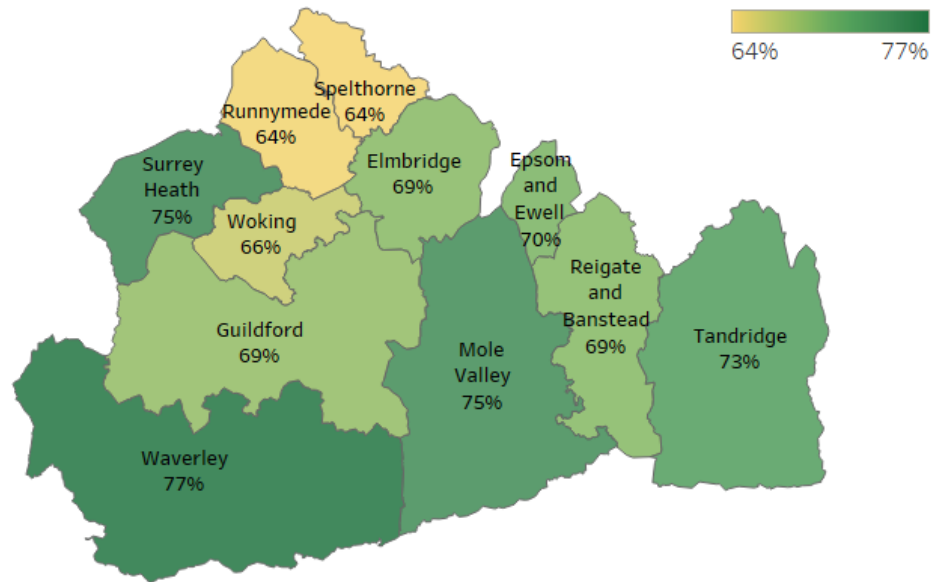 64%
77%
Spelthorne
64%
Runnymede
64%
Elmbridge
69%
Epsom
and
Ewell
70%
Surrey
Heath
75%
Woking
66%
Reigate
and
Banstead
69%
Guildford
69%
Mole
Valley
75%
Tandridge
73%
Waverley
77%